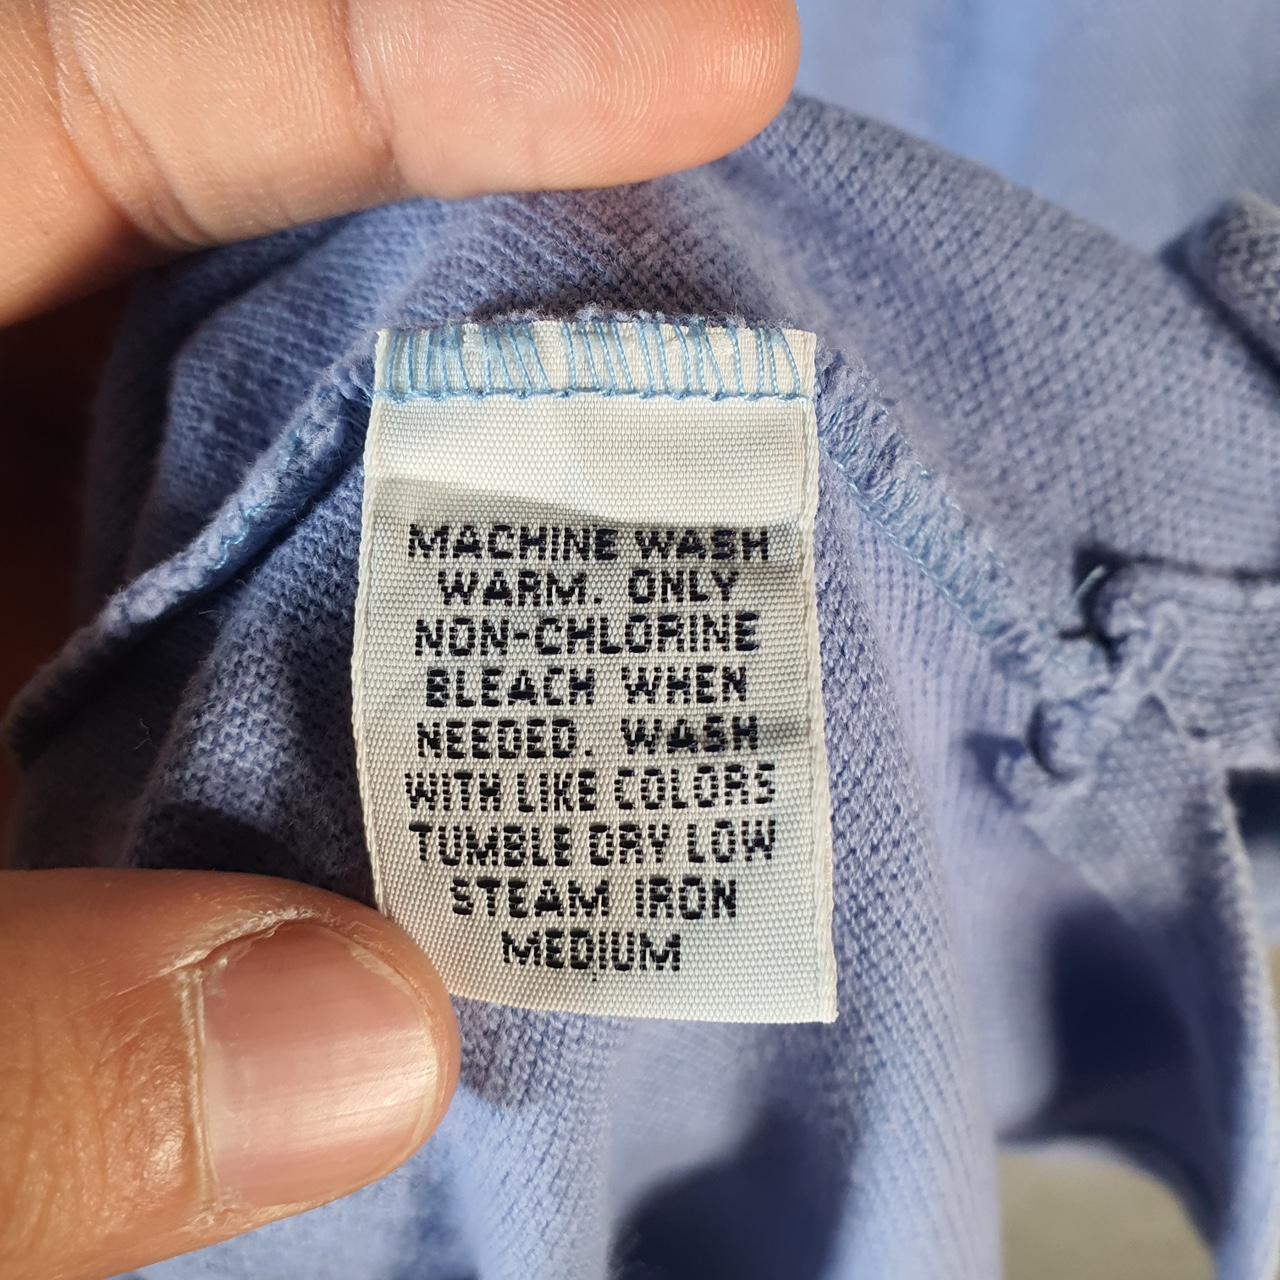 MACHINE WASH
WARM. ONLY
NON-CHLORINE
BLEACH WHEN
NEEDED. WASH
WITH LIKE COLORS
TUMBLE DRY LOW
STEAM IRON
MEDIUM